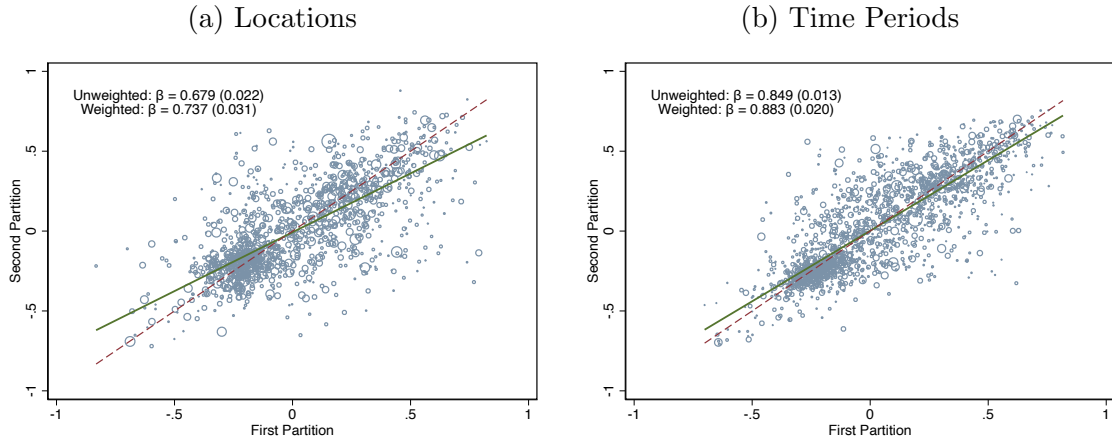 (a) Locations
Unweighted: β = 0.679 (0.022)
Weighted: β = 0.737 (0.031)
Second Partition
1
.5
0
-.5
-1
-1
-.5
0
.5
1
First Partition
(b) Time Periods
Unweighted: β = 0.849 (0.013)
Weighted: β = 0.883 (0.020)
Second Partition
1
.5
0
-.5
-1
-1
-.5
0
.5
1
First Partition